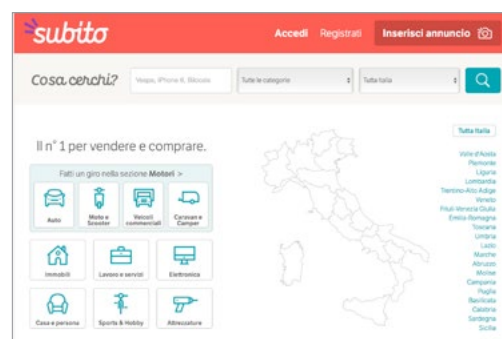 subito
Accedi Registrati Inserisci annuncio
Cosa cerchi? Vespa, iPhone 6, Bilocale Tutte le categorie Tutta Italia
Il n° 1 per vendere e comprare.
Tutta Italia
Fatti un giro nella sezione Motori >
Auto
Moto e Scooter
Veicoli commerciali
Caravan e Camper
Immobili
Lavoro e servizi
Elettronica
Casa e persona
Sports & Hobby
Attrezzature
Valle d'Aosta
Piemonte
Liguria
Lombardia
Trentino-Alto Adige
Veneto
Friuli-Venezia Giulia
Emilia-Romagna
Toscana
Umbria
Lazio
Marche
Abruzzo
Molise
Campania
Puglia
Basilicata
Calabria
Sardegna
Sicilia